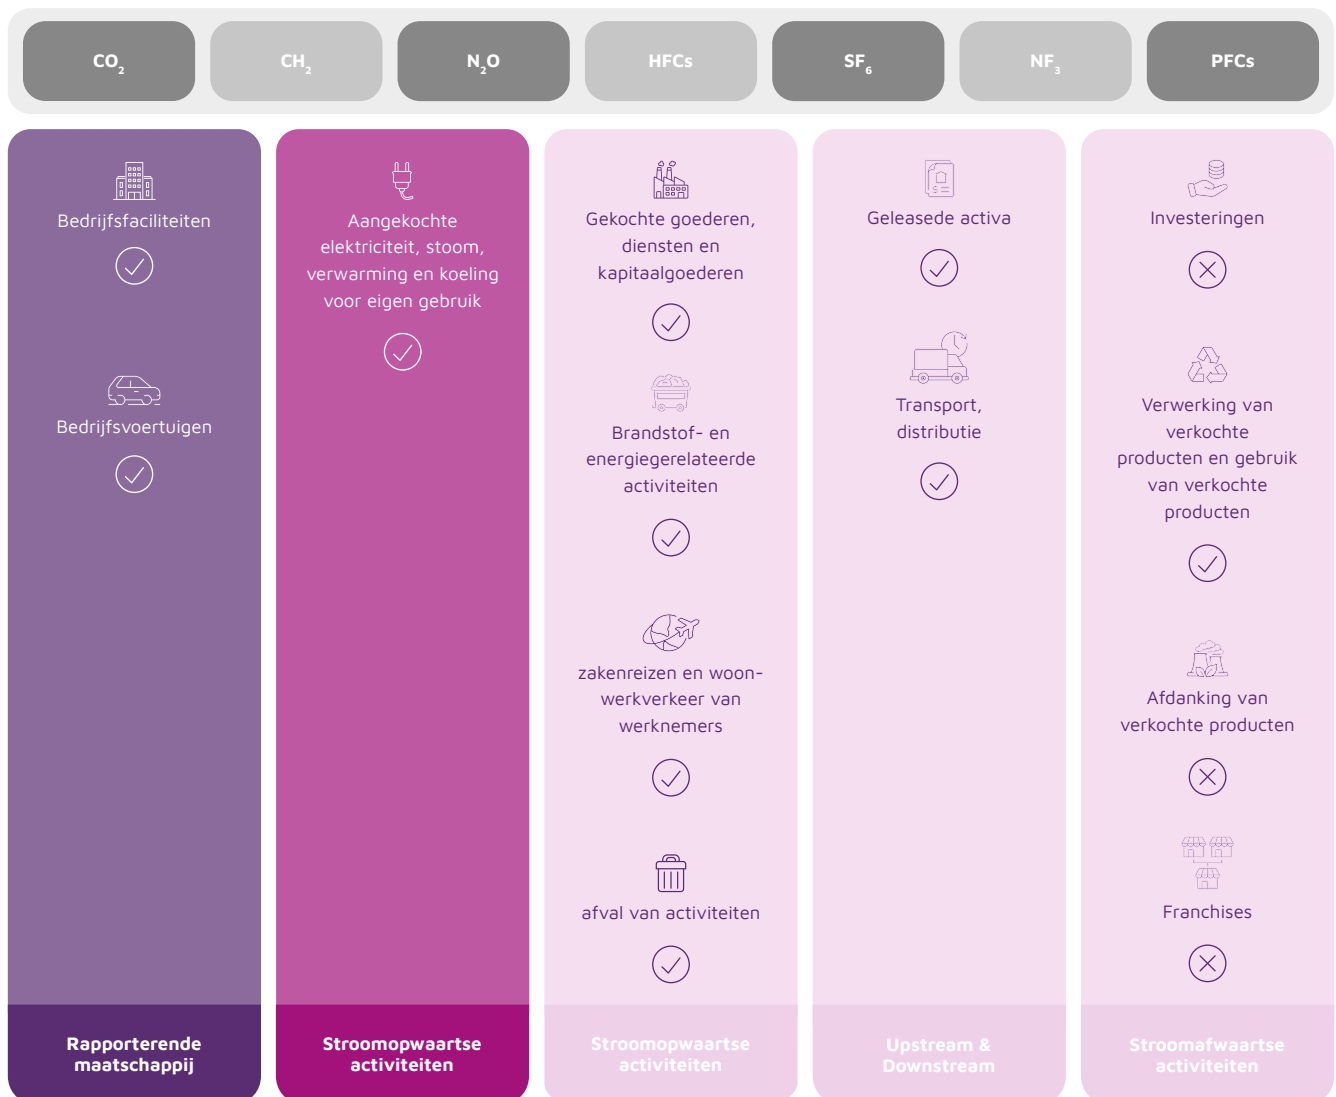 CO₂
CH₂
N₂O
HFCs
SF₆
NF₃
PFCs
Bedrijfsfaciliteiten
Bedrijfsvoertuigen
Rapporterende
maatschappij
Aangekochte
elektriciteit, stoom,
verwarming en koeling
voor eigen gebruik
Stroomopwaartse
activiteiten
Gekochte goederen,
diensten en
kapitaalgoederen
Brandstof- en
energiegerelateerde
activiteiten
zakenreizen en woon-
werkverkeer van
werknemers
afval van activiteiten
Stroomopwaartse
activiteiten
Geleasede activa
Transport,
distributie
Upstream &
Downstream
Investeringen
Verwerking van
verkochte
producten en gebruik
van verkochte
producten
Afdanking van
verkochte producten
Franchises
Stroomafwaartse
activiteiten